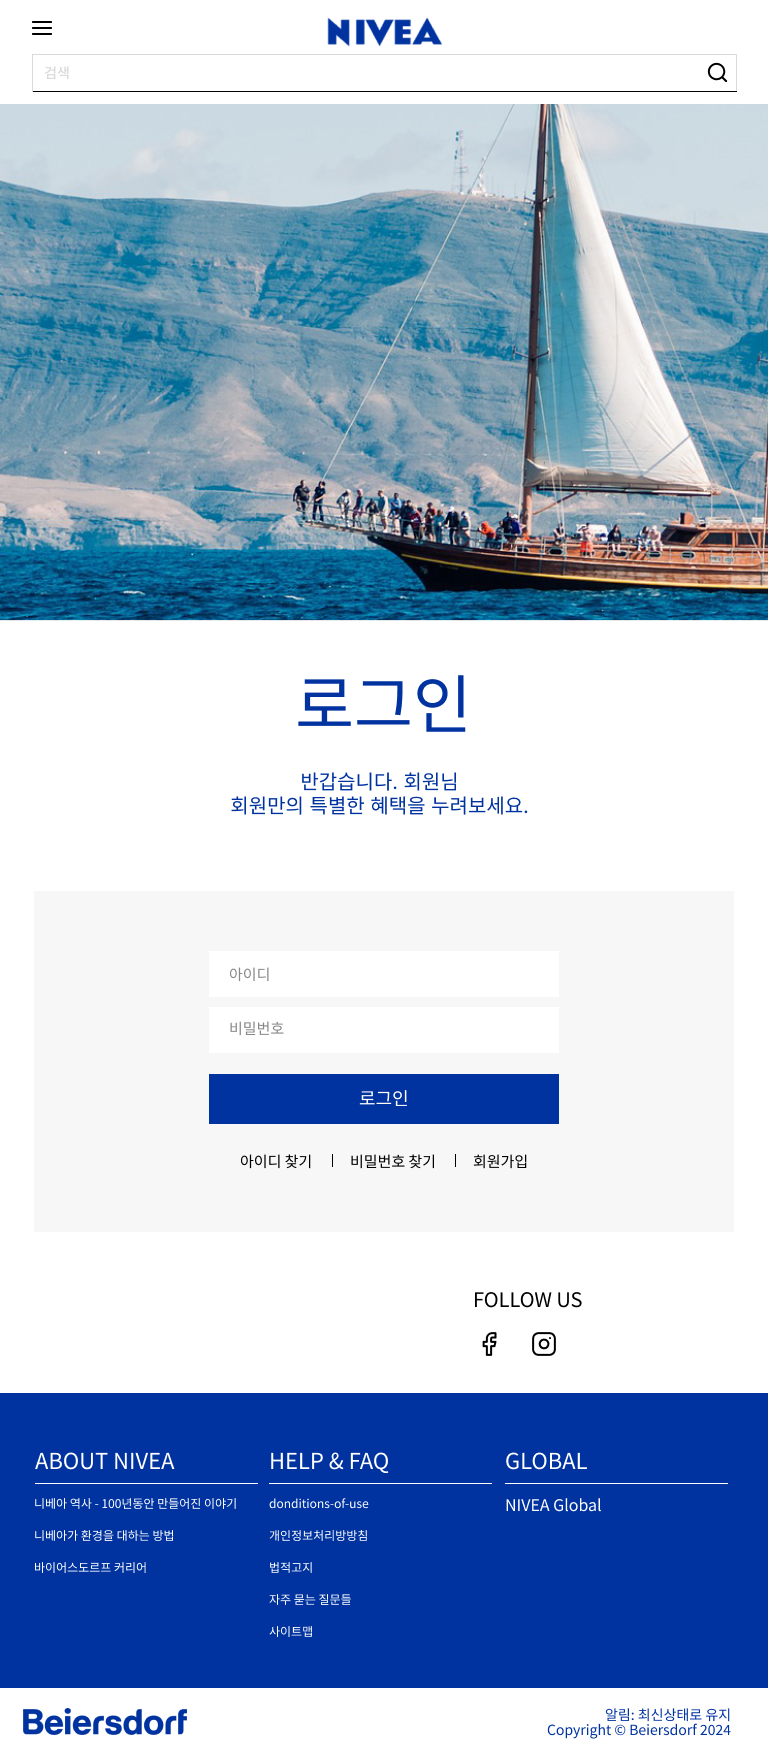 NIVEA
검색
로그인
반갑습니다. 회원님
회원만의 특별한 혜택을 누려보세요.
아이디
비밀번호
로그인
아이디 찾기 | 비밀번호 찾기 | 회원가입
FOLLOW US
ABOUT NIVEA
니베아 역사 - 100년동안 만들어진 이야기
니베아가 환경을 대하는 방법
바이어스도르프 커리어
HELP & FAQ
donditions-of-use
개인정보처리방방침
법적고지
자주 묻는 질문들
사이트맵
GLOBAL
NIVEA Global
Beiersdorf
알림: 최신상태로 유지
Copyright © Beiersdorf 2024